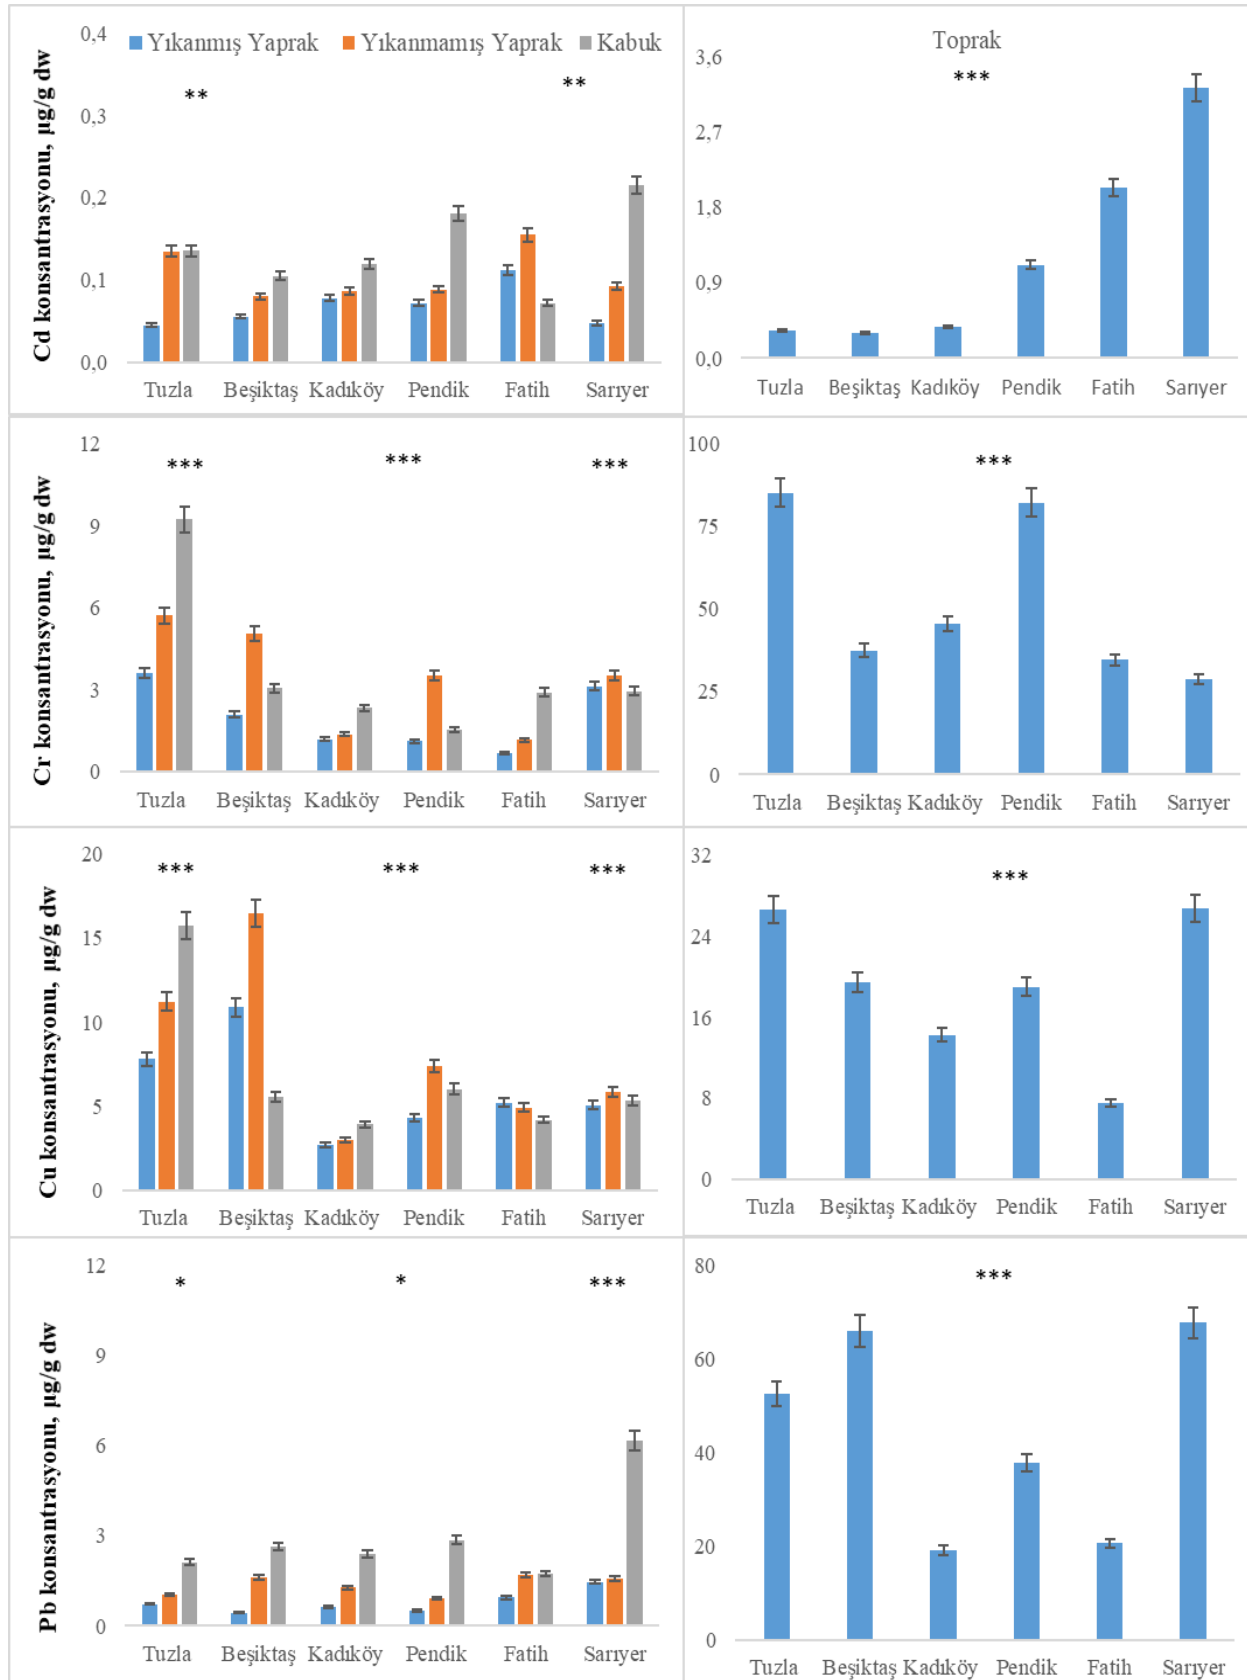 Cd konsantrasyonu, µg/g dw
0,4
0,3
0,2
0,1
0,0
Yıkanmış Yaprak Yıkanmamış Yaprak Kabuk
** **
Tuzla Beşiktaş Kadıköy Pendik Fatih Sarıyer
Toprak
***
3,6
2,7
1,8
0,9
0,0
Tuzla Beşiktaş Kadıköy Pendik Fatih Sarıyer
Cr konsantrasyonu, µg/g dw
12
9
6
3
0
*** *** ***
Tuzla Beşiktaş Kadıköy Pendik Fatih Sarıyer
***
100
75
50
25
0
Tuzla Beşiktaş Kadıköy Pendik Fatih Sarıyer
Cu konsantrasyonu, µg/g dw
20
15
10
5
0
*** *** ***
Tuzla Beşiktaş Kadıköy Pendik Fatih Sarıyer
***
32
24
16
8
0
Tuzla Beşiktaş Kadıköy Pendik Fatih Sarıyer
Pb konsantrasyonu, µg/g dw
12
9
6
3
0
* * ***
Tuzla Beşiktaş Kadıköy Pendik Fatih Sarıyer
***
80
60
40
20
0
Tuzla Beşiktaş Kadıköy Pendik Fatih Sarıyer